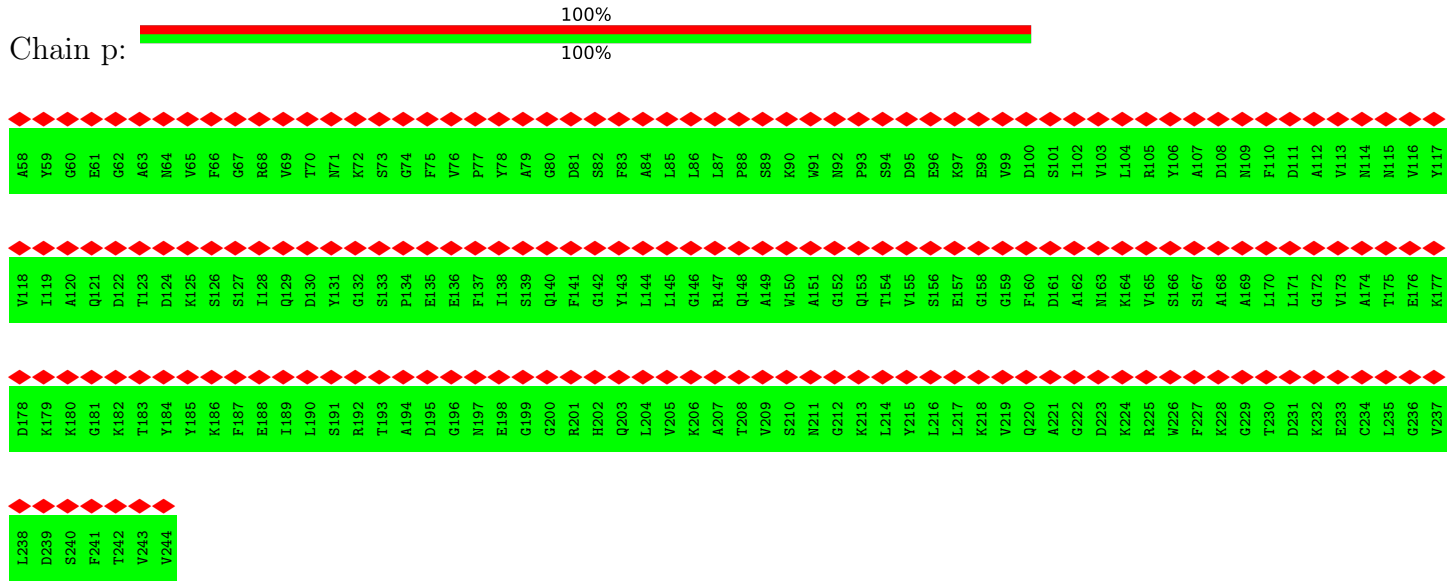 100%
Chain p:
100%
A58 Y59 G60 E61 G62 A63 N64 V65 F66 G67 R68 V69 T70 N71 K72 S73 G74 F75 V76 P77 Y78 A79 G80 D81 S82 F83 A84 L85 L86 L87 P88 S89 K90 W91 N92 P93 S94 D95 E96 K97 E98 V99 D100 S101 I102 V103 L104 R105 Y106 A107 D108 N109 F110 D111 A112 V113 N114 N115 V116 Y117
V118 I119 A120 Q121 D122 T123 D124 K125 S126 S127 I128 Q129 D130 Y131 G132 S133 P134 E135 E136 F137 I138 S139 Q140 F141 G142 Y143 L144 L145 G146 R147 Q148 A149 W150 A151 G152 Q153 T154 V155 S156 E157 G158 G159 F160 D161 A162 N163 K164 V165 S166 S167 A168 A169 L170 L171 G172 V173 A174 T175 E176 K177
D178 K179 K180 G181 K182 T183 Y184 Y185 K186 F187 E188 I189 L190 S191 R192 T193 A194 D195 G196 N197 E198 G199 G200 R201 H202 Q203 L204 V205 K206 A207 T208 V209 S210 N211 G212 K213 L214 Y215 L216 L217 K218 V219 Q220 A221 G222 D223 K224 R225 W226 F227 K228 G229 T230 D231 K232 E233 C234 L235 G236 V237
L238 D239 S240 F241 T242 V243 V244